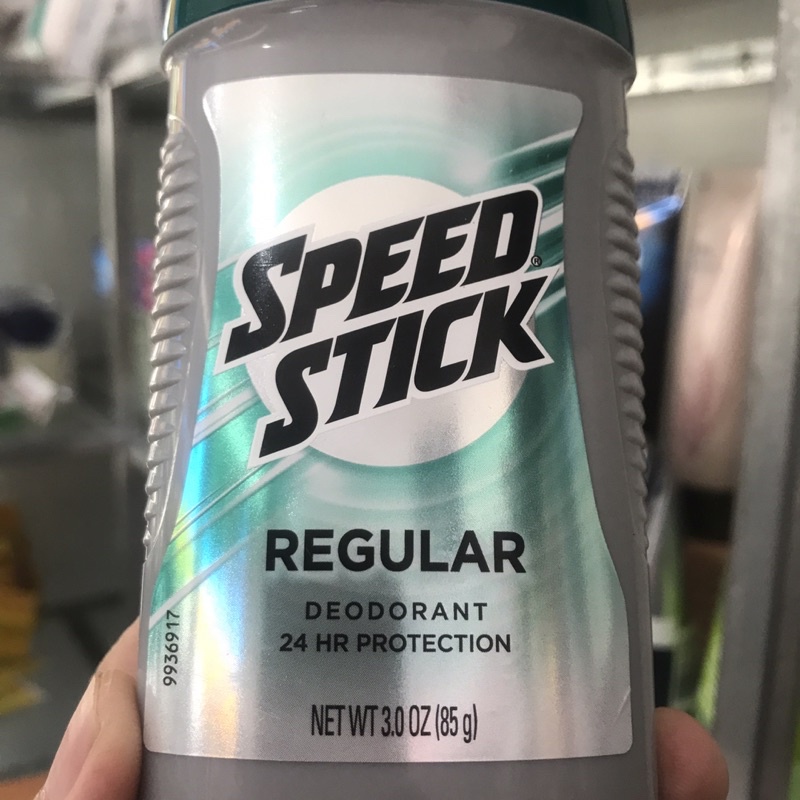 SPEED
STICK®
REGULAR
DEODORANT
24 HR PROTECTION
NET WT 3.0 OZ (85 g)
9936917